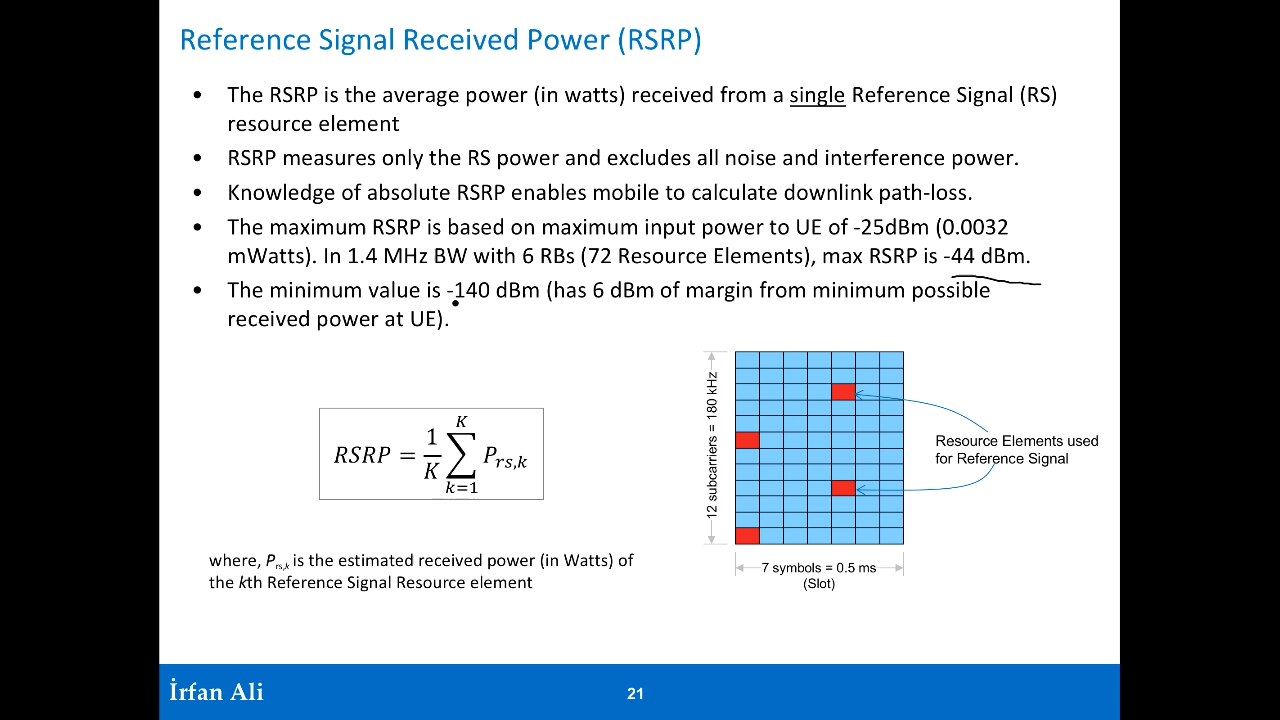 Reference Signal Received Power (RSRP)
• The RSRP is the average power (in watts) received from a single Reference Signal (RS)
resource element
• RSRP measures only the RS power and excludes all noise and interference power.
• Knowledge of absolute RSRP enables mobile to calculate downlink path-loss.
• The maximum RSRP is based on maximum input power to UE of -25dBm (0.0032
mWatts). In 1.4 MHz BW with 6 RBs (72 Resource Elements), max RSRP is -44 dBm.
• The minimum value is -140 dBm (has 6 dBm of margin from minimum possible
received power at UE).
RSRP = 1/K ∑_{k=1}^{K} P_{rs,k}
where, P_{rs,k} is the estimated received power (in Watts) of
the kth Reference Signal Resource element
12 subcarriers = 180 kHz
Resource Elements used
for Reference Signal
7 symbols = 0.5 ms
(Slot)
İrfan Ali
21